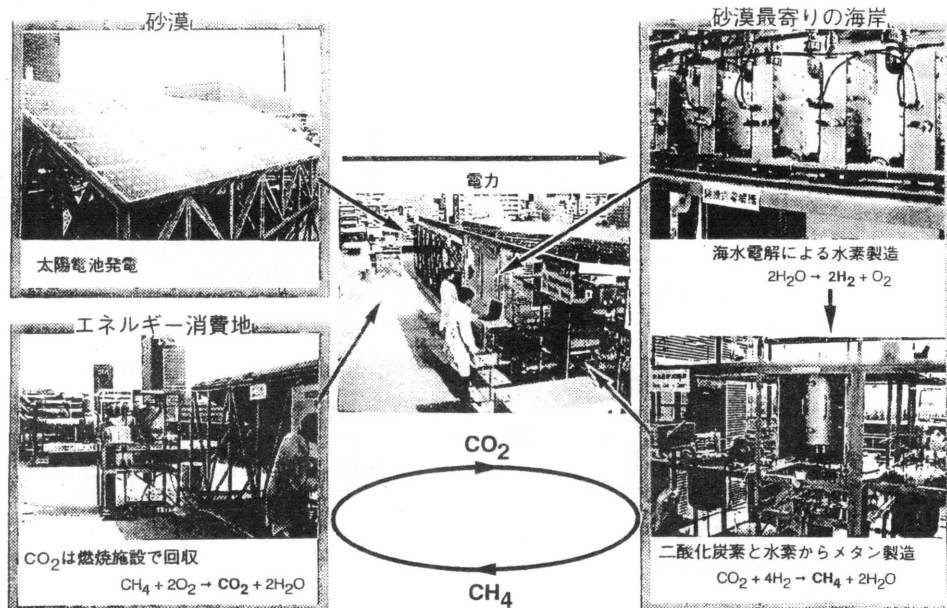 砂漠
太陽電池発電
電力
砂漠最寄りの海岸
海水電解による水素製造
2H₂O → 2H₂ + O₂
エネルギー消費地
CO₂は燃焼施設で回収
CH₄ + 2O₂ → CO₂ + 2H₂O
CO₂
CH₄
二酸化炭素と水素からメタン製造
CO₂ + 4H₂ → CH₄ + 2H₂O